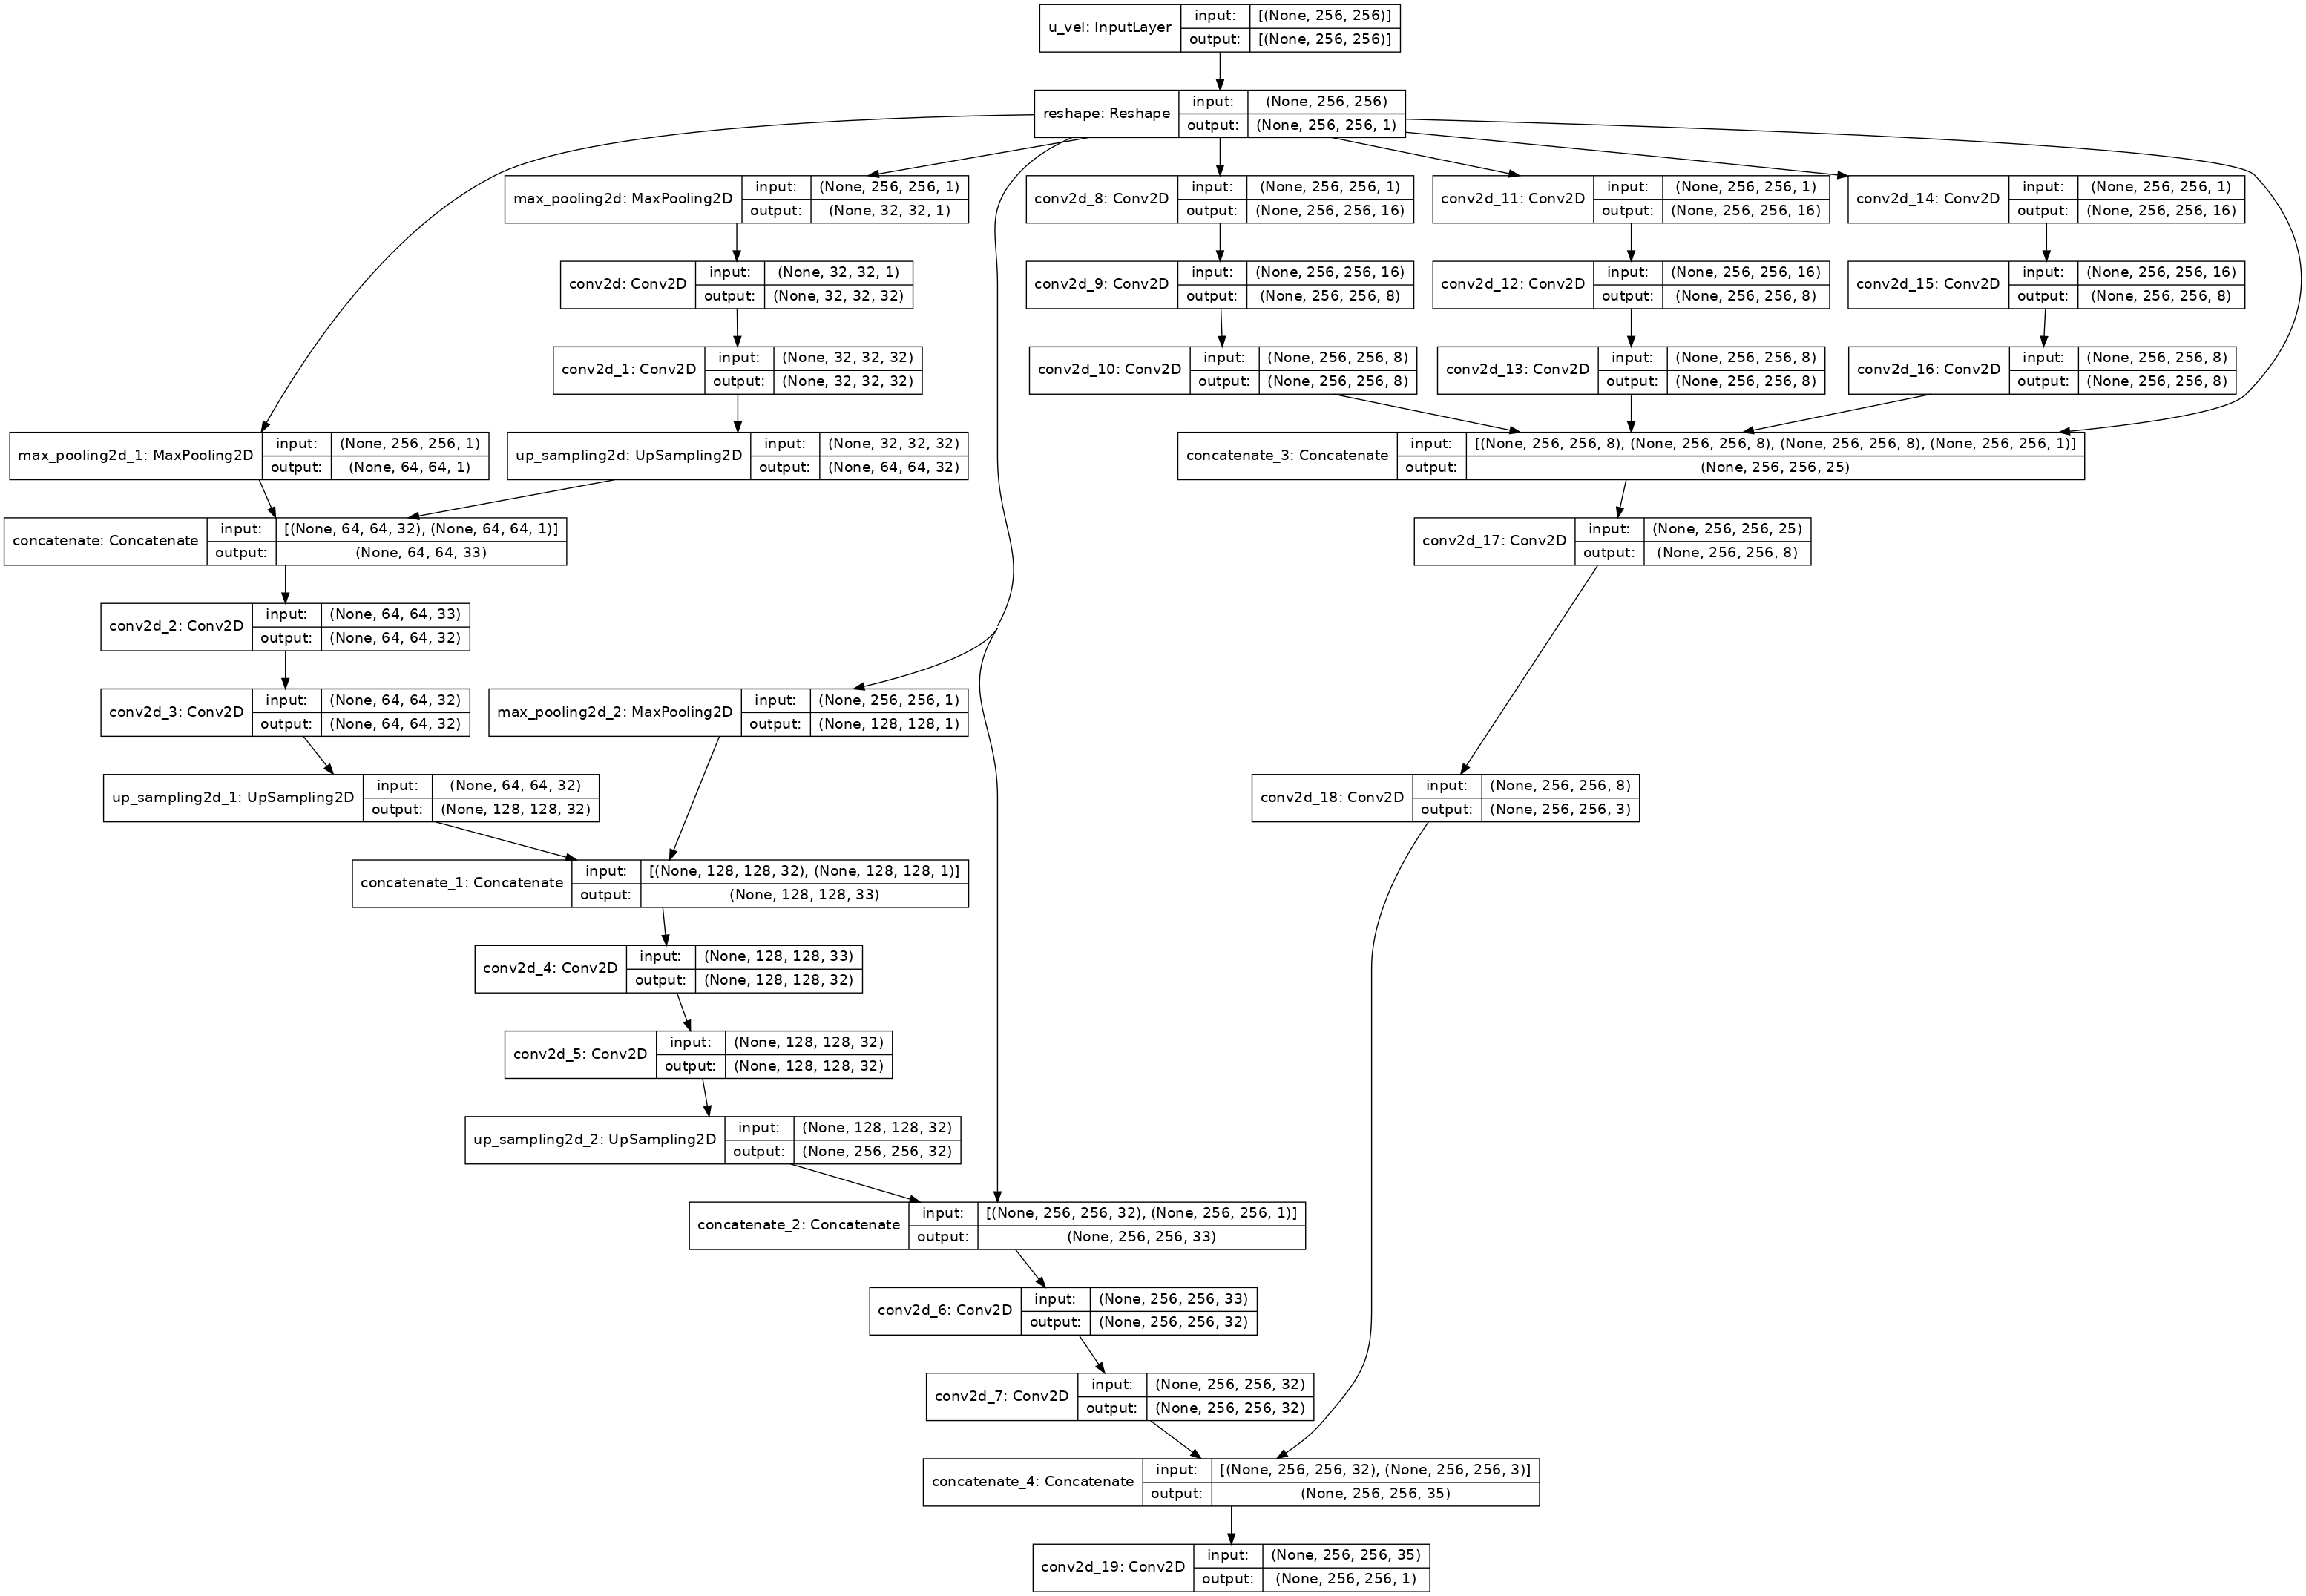 u_vel: InputLayer
input: [(None, 256, 256)]
output: [(None, 256, 256)]
reshape: Reshape
input: (None, 256, 256)
output: (None, 256, 256, 1)
max_pooling2d: MaxPooling2D
input: (None, 256, 256, 1)
output: (None, 32, 32, 1)
conv2d_8: Conv2D
input: (None, 256, 256, 1)
output: (None, 256, 256, 16)
conv2d_11: Conv2D
input: (None, 256, 256, 1)
output: (None, 256, 256, 16)
conv2d_14: Conv2D
input: (None, 256, 256, 1)
output: (None, 256, 256, 16)
conv2d: Conv2D
input: (None, 32, 32, 1)
output: (None, 32, 32, 32)
conv2d_9: Conv2D
input: (None, 256, 256, 16)
output: (None, 256, 256, 8)
conv2d_12: Conv2D
input: (None, 256, 256, 16)
output: (None, 256, 256, 8)
conv2d_15: Conv2D
input: (None, 256, 256, 16)
output: (None, 256, 256, 8)
conv2d_1: Conv2D
input: (None, 32, 32, 32)
output: (None, 32, 32, 32)
conv2d_10: Conv2D
input: (None, 256, 256, 8)
output: (None, 256, 256, 8)
conv2d_13: Conv2D
input: (None, 256, 256, 8)
output: (None, 256, 256, 8)
conv2d_16: Conv2D
input: (None, 256, 256, 8)
output: (None, 256, 256, 8)
max_pooling2d_1: MaxPooling2D
input: (None, 256, 256, 1)
output: (None, 64, 64, 1)
up_sampling2d: UpSampling2D
input: (None, 32, 32, 32)
output: (None, 64, 64, 32)
concatenate_3: Concatenate
input: [(None, 256, 256, 8), (None, 256, 256, 8), (None, 256, 256, 8), (None, 256, 256, 1)]
output: (None, 256, 256, 25)
concatenate: Concatenate
input: [(None, 64, 64, 32), (None, 64, 64, 1)]
output: (None, 64, 64, 33)
conv2d_17: Conv2D
input: (None, 256, 256, 25)
output: (None, 256, 256, 8)
conv2d_2: Conv2D
input: (None, 64, 64, 33)
output: (None, 64, 64, 32)
conv2d_3: Conv2D
input: (None, 64, 64, 32)
output: (None, 64, 64, 32)
max_pooling2d_2: MaxPooling2D
input: (None, 256, 256, 1)
output: (None, 128, 128, 1)
up_sampling2d_1: UpSampling2D
input: (None, 64, 64, 32)
output: (None, 128, 128, 32)
conv2d_18: Conv2D
input: (None, 256, 256, 8)
output: (None, 256, 256, 3)
concatenate_1: Concatenate
input: [(None, 128, 128, 32), (None, 128, 128, 1)]
output: (None, 128, 128, 33)
conv2d_4: Conv2D
input: (None, 128, 128, 33)
output: (None, 128, 128, 32)
conv2d_5: Conv2D
input: (None, 128, 128, 32)
output: (None, 128, 128, 32)
up_sampling2d_2: UpSampling2D
input: (None, 128, 128, 32)
output: (None, 256, 256, 32)
concatenate_2: Concatenate
input: [(None, 256, 256, 32), (None, 256, 256, 1)]
output: (None, 256, 256, 33)
conv2d_6: Conv2D
input: (None, 256, 256, 33)
output: (None, 256, 256, 32)
conv2d_7: Conv2D
input: (None, 256, 256, 32)
output: (None, 256, 256, 32)
concatenate_4: Concatenate
input: [(None, 256, 256, 32), (None, 256, 256, 3)]
output: (None, 256, 256, 35)
conv2d_19: Conv2D
input: (None, 256, 256, 35)
output: (None, 256, 256, 1)